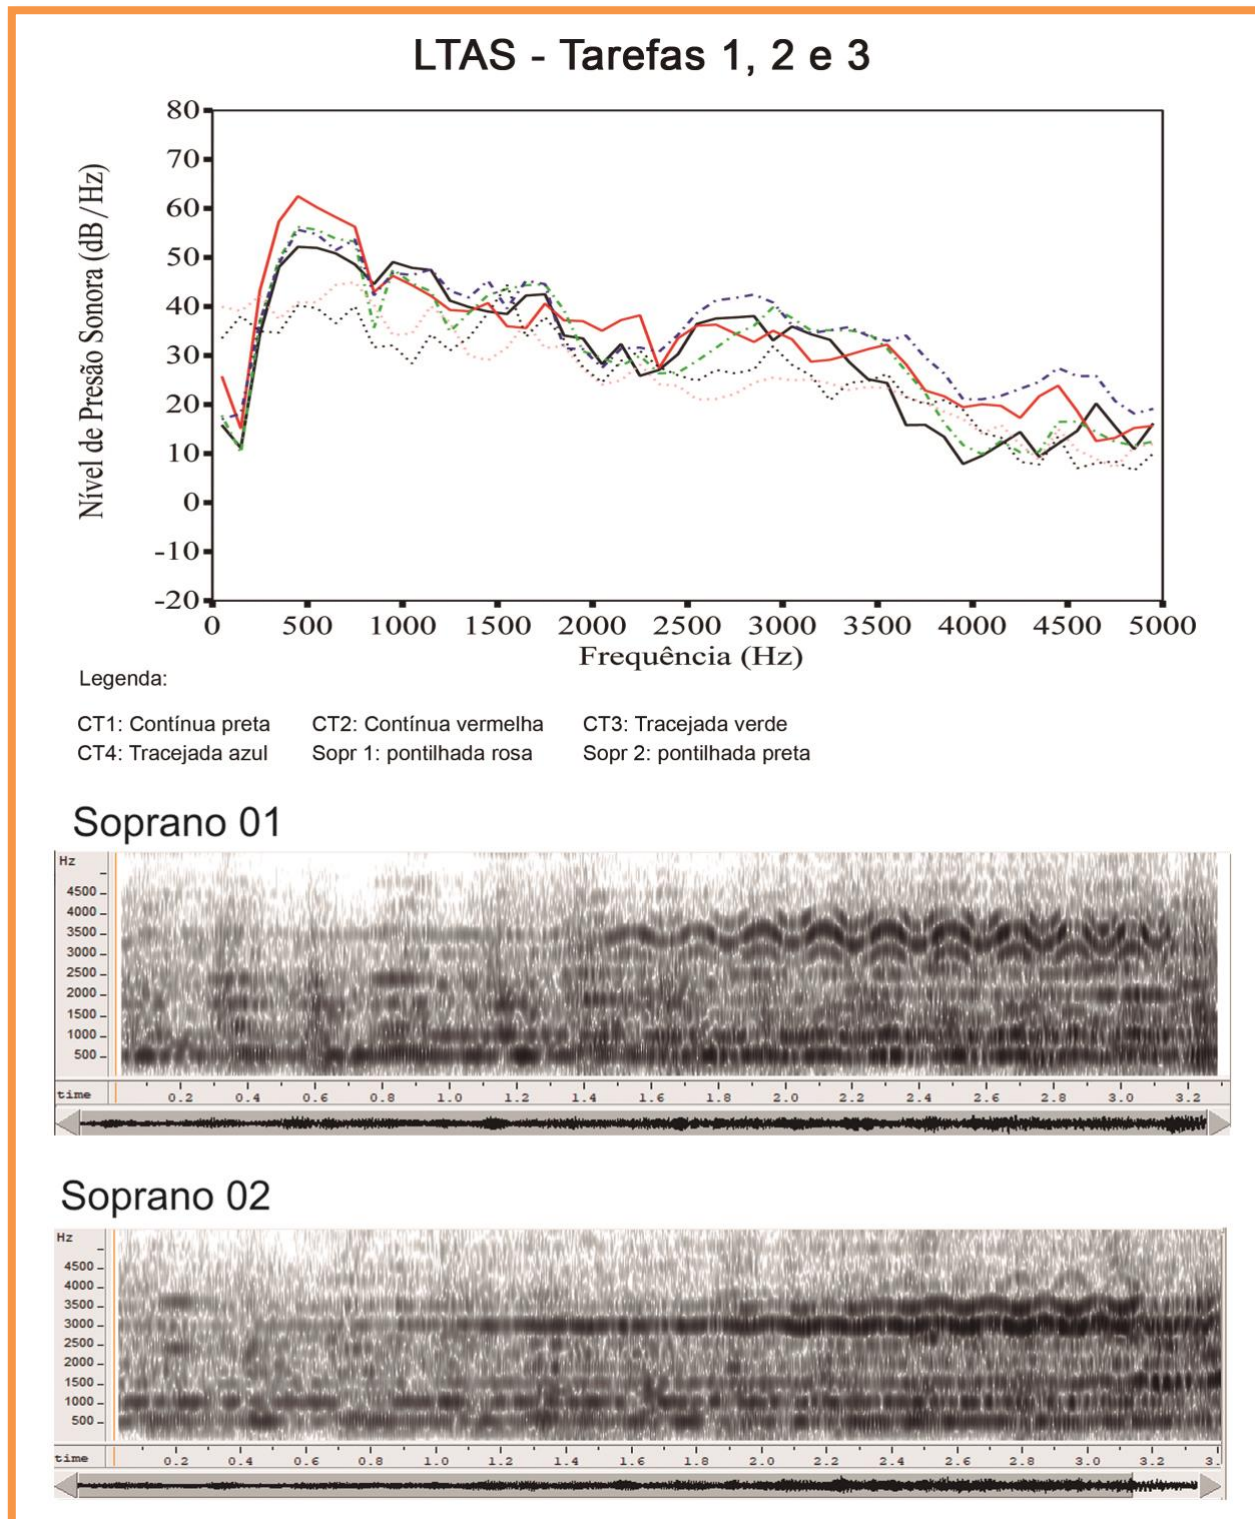 LTAS - Tarefas 1, 2 e 3
Nível de Presão Sonora (dB/Hz)
80
70
60
50
40
30
20
10
0
-10
-20
0 500 1000 1500 2000 2500 3000 3500 4000 4500 5000
Frequência (Hz)
Legenda:
CT1: Contínua preta CT2: Contínua vermelha CT3: Tracejada verde
CT4: Tracejada azul Sopr 1: pontilhada rosa Sopr 2: pontilhada preta
Soprano 01
Hz
4500
4000
3500
3000
2500
2000
1500
1000
500
time 0.2 0.4 0.6 0.8 1.0 1.2 1.4 1.6 1.8 2.0 2.2 2.4 2.6 2.8 3.0 3.2
Soprano 02
Hz
4500
4000
3500
3000
2500
2000
1500
1000
500
time 0.2 0.4 0.6 0.8 1.0 1.2 1.4 1.6 1.8 2.0 2.2 2.4 2.6 2.8 3.0 3.2 3.